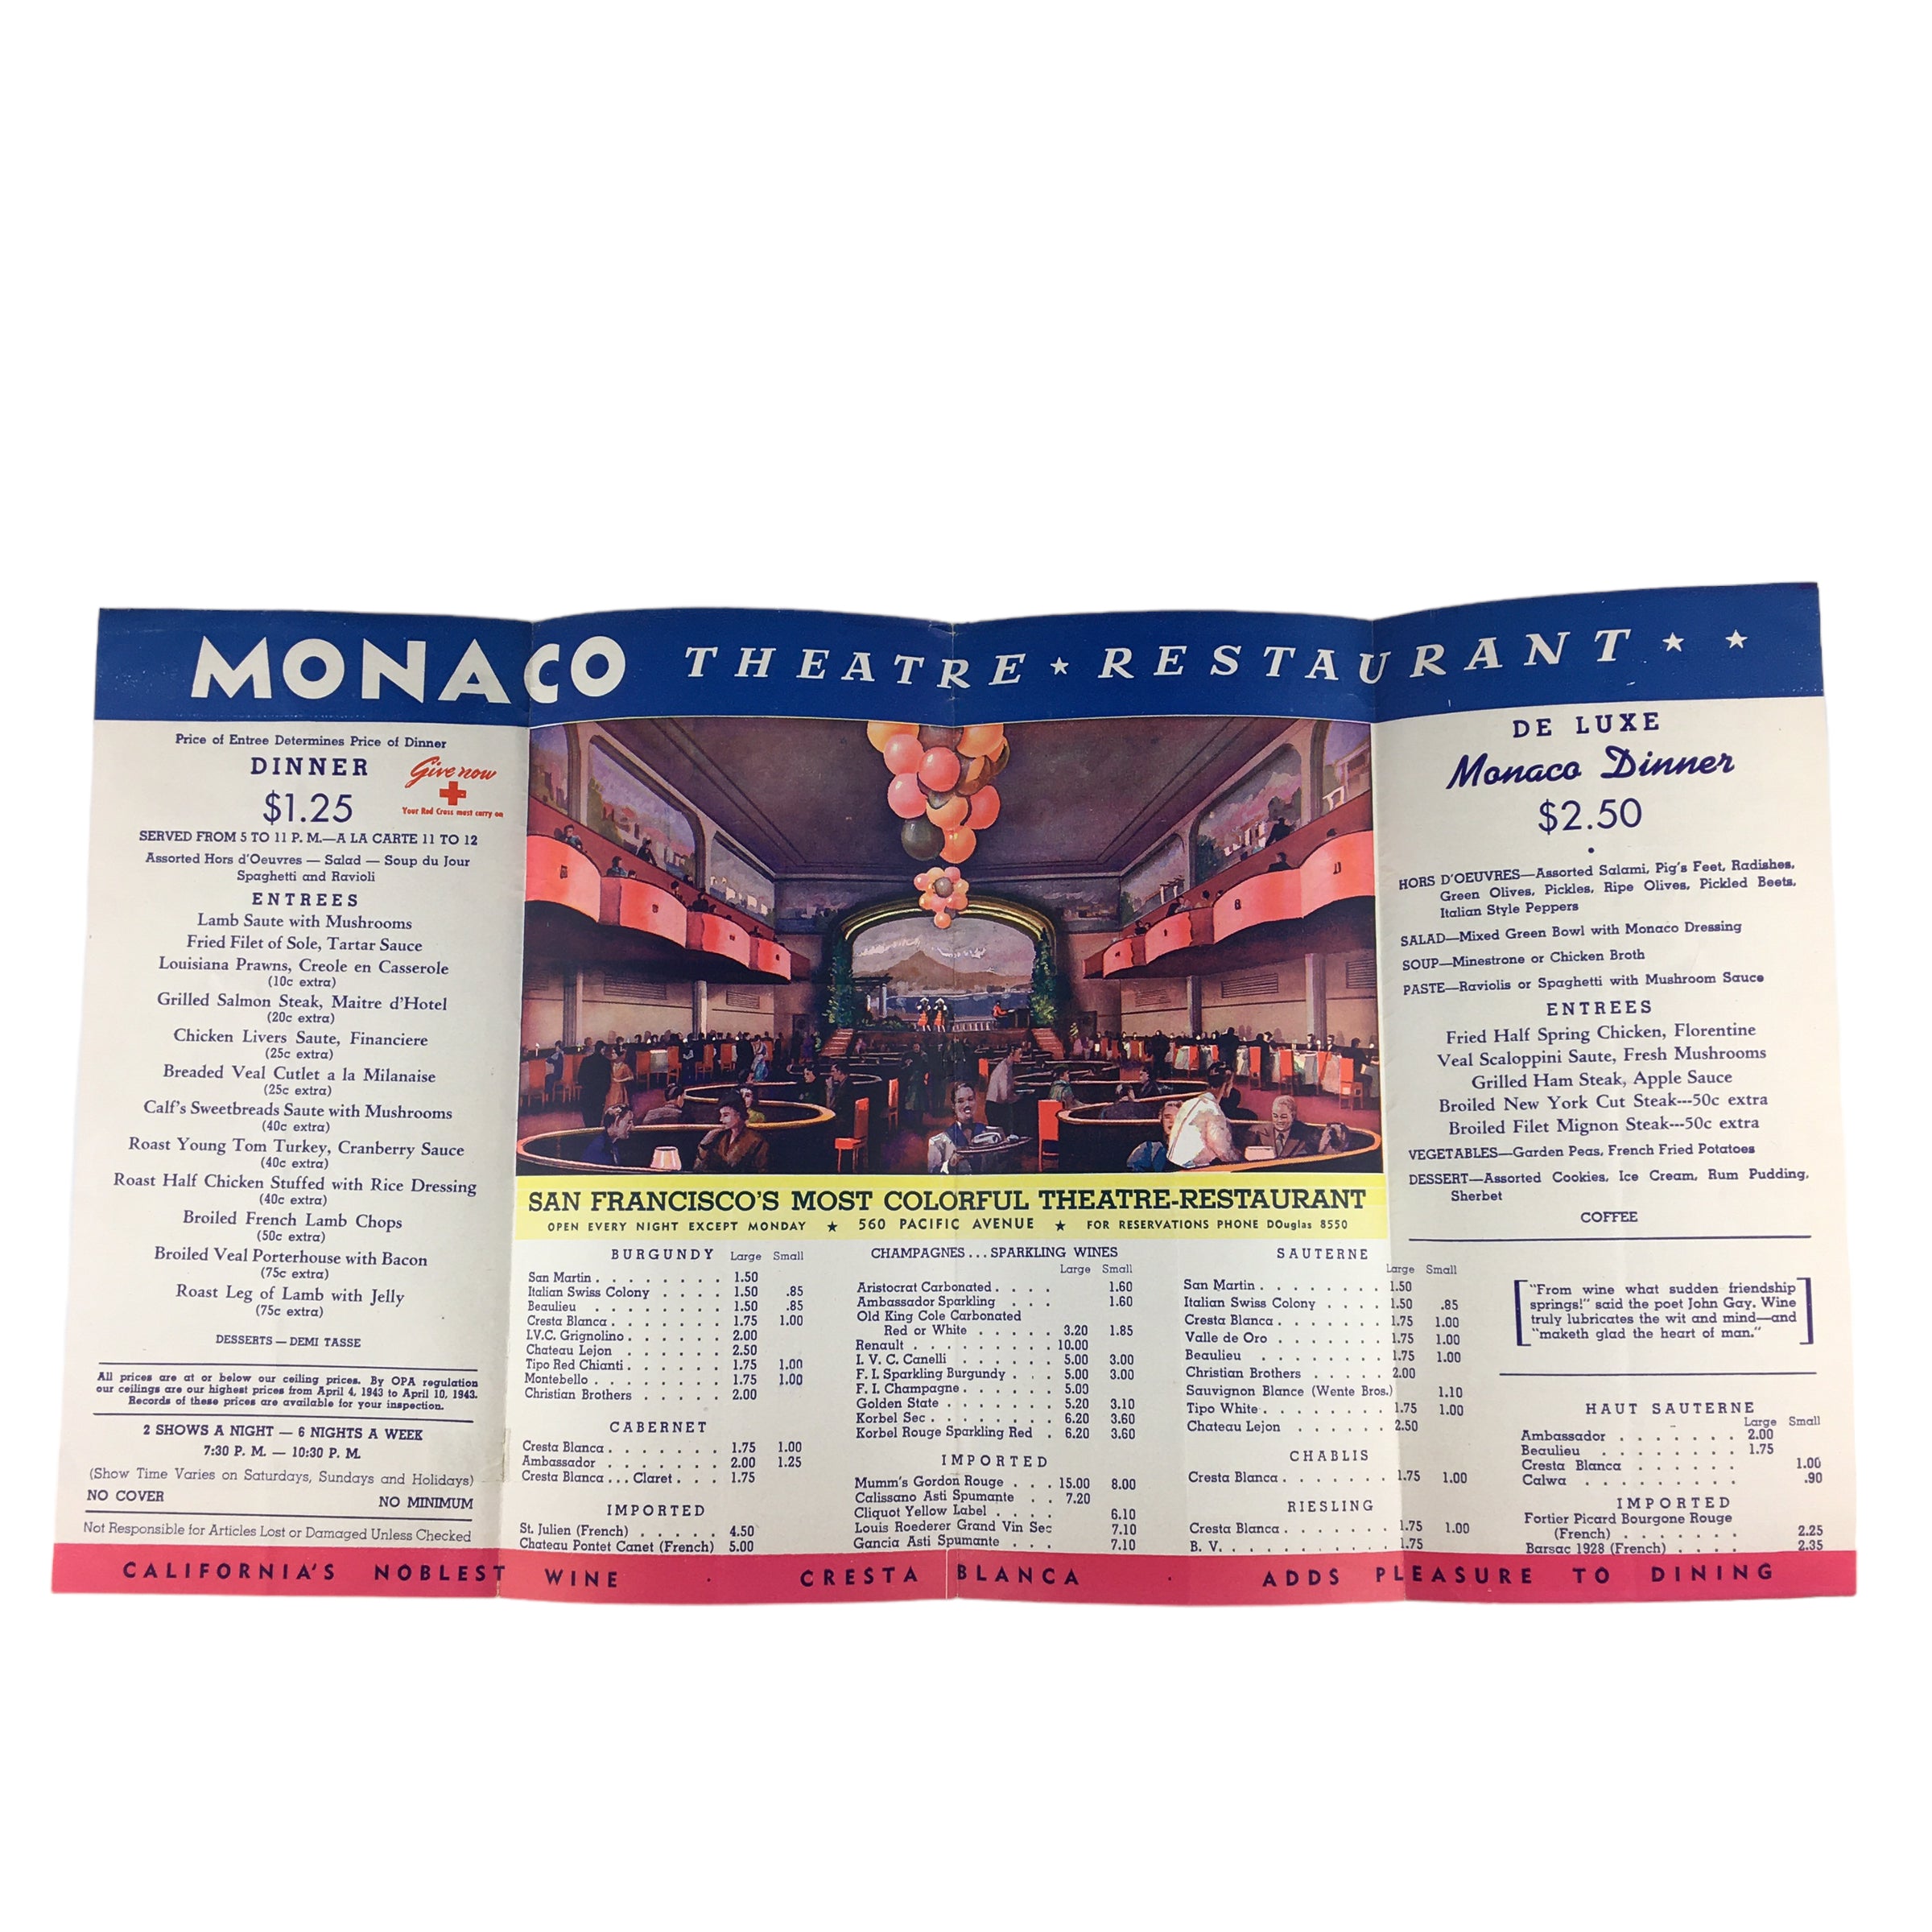 MONACO THEATRE ★ RESTAURANT ★ ★
Price of Entree Determines Price of Dinner
DINNER
$1.25
Give now
Your Red Cross must carry on
SERVED FROM 5 TO 11 P. M.—A LA CARTE 11 TO 12
Assorted Hors d'Oeuvres — Salad — Soup du Jour
Spaghetti and Ravioli
ENTREES
Lamb Saute with Mushrooms
Fried Filet of Sole, Tartar Sauce
Louisiana Prawns, Creole en Casserole
(10c extra)
Grilled Salmon Steak, Maitre d'Hotel
(20c extra)
Chicken Livers Saute, Financiere
(25c extra)
Breaded Veal Cutlet a la Milanaise
(25c extra)
Calf's Sweetbreads Saute with Mushrooms
(40c extra)
Roast Young Tom Turkey, Cranberry Sauce
(40c extra)
Roast Half Chicken Stuffed with Rice Dressing
(40c extra)
Broiled French Lamb Chops
(50c extra)
Broiled Veal Porterhouse with Bacon
(75c extra)
Roast Leg of Lamb with Jelly
(75c extra)
DESSERTS — DEMI TASSE
All prices are at or below our ceiling prices. By OPA regulation
our ceilings are our highest prices from April 4, 1943 to April 10, 1943.
Records of these prices are available for your inspection.
2 SHOWS A NIGHT — 6 NIGHTS A WEEK
7:30 P. M. — 10:30 P. M.
(Show Time Varies on Saturdays, Sundays and Holidays)
NO COVER NO MINIMUM
Not Responsible for Articles Lost or Damaged Unless Checked
SAN FRANCISCO'S MOST COLORFUL THEATRE-RESTAURANT
OPEN EVERY NIGHT EXCEPT MONDAY ★ 560 PACIFIC AVENUE ★ FOR RESERVATIONS PHONE DOuglas 8550
BURGUNDY Large Small
San Martin . . . . . . . . 1.50
Italian Swiss Colony . . . . 1.50 .85
Beaulieu . . . . . . . . 1.50 .85
Cresta Blanca . . . . . . . 1.75 1.00
I.V.C. Grignolino . . . . . . 2.00
Chateau Lejon . . . . . . 2.50
Tipo Red Chianti . . . . . . 1.75 1.00
Montebello . . . . . . . . 1.75 1.00
Christian Brothers . . . . . 2.00
CABERNET
Cresta Blanca . . . . . . . 1.75 1.00
Ambassador . . . . . . . 2.00 1.25
Cresta Blanca ... Claret . . . 1.75
IMPORTED
St. Julien (French) . . . . . 4.50
Chateau Pontet Canet (French) 5.00
CHAMPAGNES ... SPARKLING WINES
Large Small
Aristocrat Carbonated . . . . 1.60
Ambassador Sparkling . . . 1.60
Old King Cole Carbonated
Red or White . . . . . 3.20 1.85
Renault . . . . . . . . . 10.00
I. V. C. Canelli . . . . . . 5.00 3.00
F. I. Sparkling Burgundy . . . 5.00 3.00
F. I. Champagne . . . . . . 5.00
Golden State . . . . . . . 5.20 3.10
Korbel Sec . . . . . . . . 6.20 3.60
Korbel Rouge Sparkling Red . 6.20 3.60
IMPORTED
Mumm's Gordon Rouge . . . 15.00 8.00
Calissano Asti Spumante . . 7.20
Cliquot Yellow Label . . . . 6.10
Louis Roederer Grand Vin Sec 7.10
Gancia Asti Spumante . . . 7.10
SAUTERNE
Large Small
San Martin . . . . . . . . 1.50
Italian Swiss Colony . . . . 1.50 .85
Cresta Blanca . . . . . . . 1.75 1.00
Valle de Oro . . . . . . . 1.75 1.00
Beaulieu . . . . . . . . 1.75 1.00
Christian Brothers . . . . . 2.00
Sauvignon Blance (Wente Bros.) 1.10
Tipo White . . . . . . . . 1.75 1.00
Chateau Lejon . . . . . . 2.50
CHABLIS
Cresta Blanca . . . . . . . 1.75 1.00
RIESLING
Cresta Blanca . . . . . . . 1.75 1.00
B. V. . . . . . . . . . . 1.75
DE LUXE
Monaco Dinner
$2.50
HORS D'OEUVRES—Assorted Salami, Pig's Feet, Radishes,
Green Olives, Pickles, Ripe Olives, Pickled Beets,
Italian Style Peppers
SALAD—Mixed Green Bowl with Monaco Dressing
SOUP—Minestrone or Chicken Broth
PASTE—Raviolis or Spaghetti with Mushroom Sauce
ENTREES
Fried Half Spring Chicken, Florentine
Veal Scaloppini Saute, Fresh Mushrooms
Grilled Ham Steak, Apple Sauce
Broiled New York Cut Steak---50c extra
Broiled Filet Mignon Steak---50c extra
VEGETABLES—Garden Peas, French Fried Potatoes
DESSERT—Assorted Cookies, Ice Cream, Rum Pudding,
Sherbet
COFFEE
"From wine what sudden friendship
springs!" said the poet John Gay. Wine
truly lubricates the wit and mind—and
"maketh glad the heart of man."
HAUT SAUTERNE
Large Small
Ambassador . . . . . . . 2.00
Beaulieu . . . . . . . . 1.75
Cresta Blanca . . . . . . 1.00
Calwa . . . . . . . . . .90
IMPORTED
Fortier Picard Bourgone Rouge
(French) . . . . . . . 2.25
Barsac 1928 (French) . . . . 2.35
CALIFORNIA'S NOBLEST WINE · CRESTA BLANCA · ADDS PLEASURE TO DINING